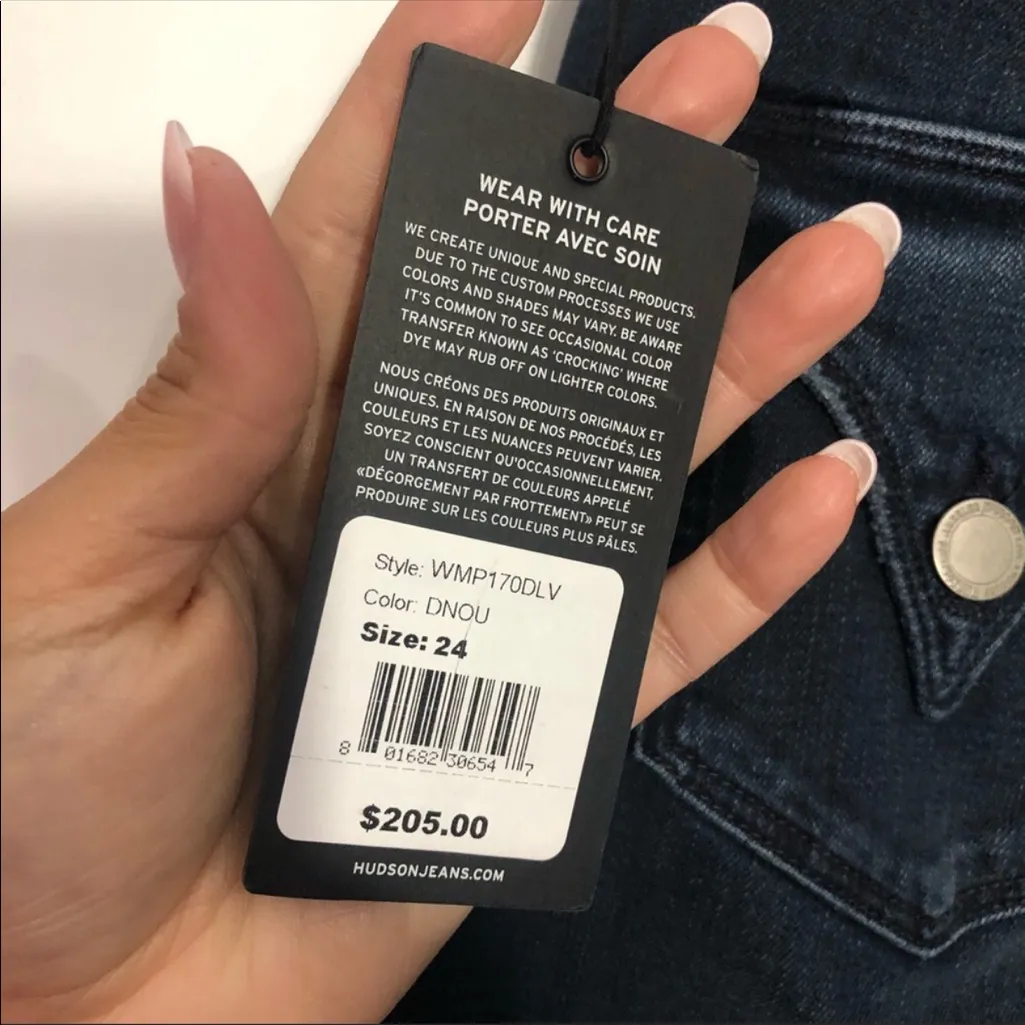 WEAR WITH CARE
PORTER AVEC SOIN
WE CREATE UNIQUE AND SPECIAL PRODUCTS.
DUE TO THE CUSTOM PROCESSES WE USE
COLORS AND SHADES MAY VARY. BE AWARE
IT'S COMMON TO SEE OCCASIONAL COLOR
TRANSFER KNOWN AS 'CROCKING' WHERE
DYE MAY RUB OFF ON LIGHTER COLORS.
NOUS CRÉONS DES PRODUITS ORIGINAUX ET
UNIQUES. EN RAISON DE NOS PROCÉDÉS, LES
COULEURS ET LES NUANCES PEUVENT VARIER.
SOYEZ CONSCIENT QU'OCCASIONNELLEMENT,
UN TRANSFERT DE COULEURS APPELÉ
«DÉGORGEMENT PAR FROTTEMENT» PEUT SE
PRODUIRE SUR LES COULEURS PLUS PÂLES.
Style: WMP170DLV
Color: DNOU
Size: 24
8 01682 30654 7
$205.00
HUDSONJEANS.COM